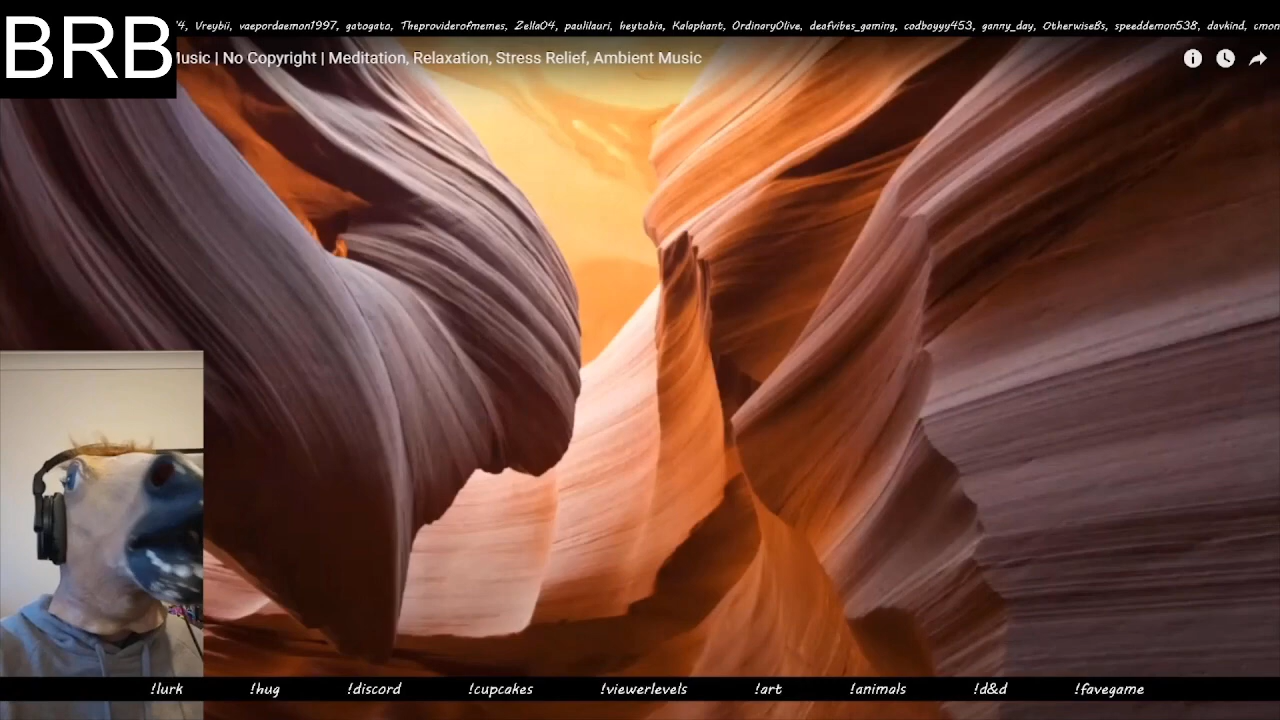 4, Vreybii, vaepordaemon1997, gatogato, Theproviderofmemes, Zella04, paulilauri, heytobia, Kalaphant, OrdinaryOlive, deafvibes_gaming, codboyyy453, ganny_day, OtherwiseBs, speeddemon538, davkind, cmon
BRB
Music | No Copyright | Meditation, Relaxation, Stress Relief, Ambient Music
!lurk !hug !discord !cupcakes !viewerlevels !art !animals !d&d !favegame